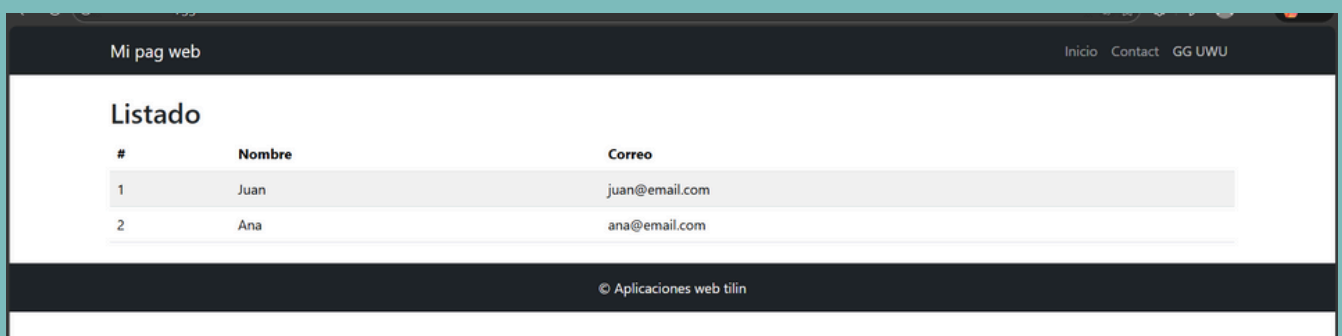 Mi pag web Inicio Contact GG UWU
Listado
# Nombre Correo
1 Juan juan@email.com
2 Ana ana@email.com
© Aplicaciones web tilin